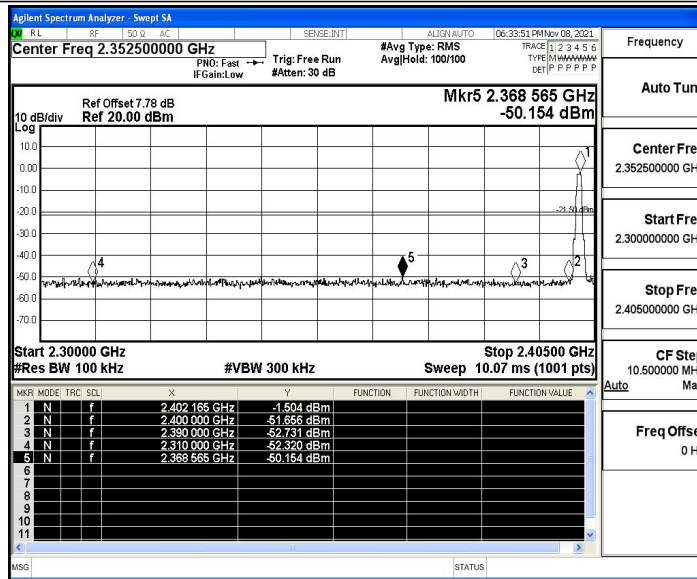 Agilent Spectrum Analyzer - Swept SA
RL RF 50 Ω AC SENSE:INT ALIGN AUTO 06:33:51 PM Nov 08, 2021
Center Freq 2.352500000 GHz
PNO: Fast
IFGain:Low
Trig: Free Run
#Atten: 30 dB
#Avg Type: RMS
Avg|Hold: 100/100
TRACE 1 2 3 4 5 6
TYPE M
DET P P P P P P
Ref Offset 7.78 dB
10 dB/div Ref 20.00 dBm
Log
Mkr5 2.368 565 GHz
-50.154 dBm
10.0
0.00
-10.0
-20.0
-30.0
-40.0
-50.0
-60.0
-70.0
1
2
3
4
5
Start 2.30000 GHz Stop 2.40500 GHz
#Res BW 100 kHz #VBW 300 kHz Sweep 10.07 ms (1001 pts)
MKR MODE TRC SCL X Y FUNCTION FUNCTION WIDTH FUNCTION VALUE
1 N f 2.402 165 GHz -1.504 dBm
2 N f 2.400 000 GHz -51.656 dBm
3 N f 2.390 000 GHz -52.731 dBm
4 N f 2.310 000 GHz -52.320 dBm
5 N f 2.368 565 GHz -50.154 dBm
6
7
8
9
10
11
MSG STATUS
Frequency
Auto Tun
Center Fre
2.352500000 GH
Start Fre
2.300000000 GH
Stop Fre
2.405000000 GH
CF Ste
10.500000 MH
Auto Ma
Freq Offse
0 H